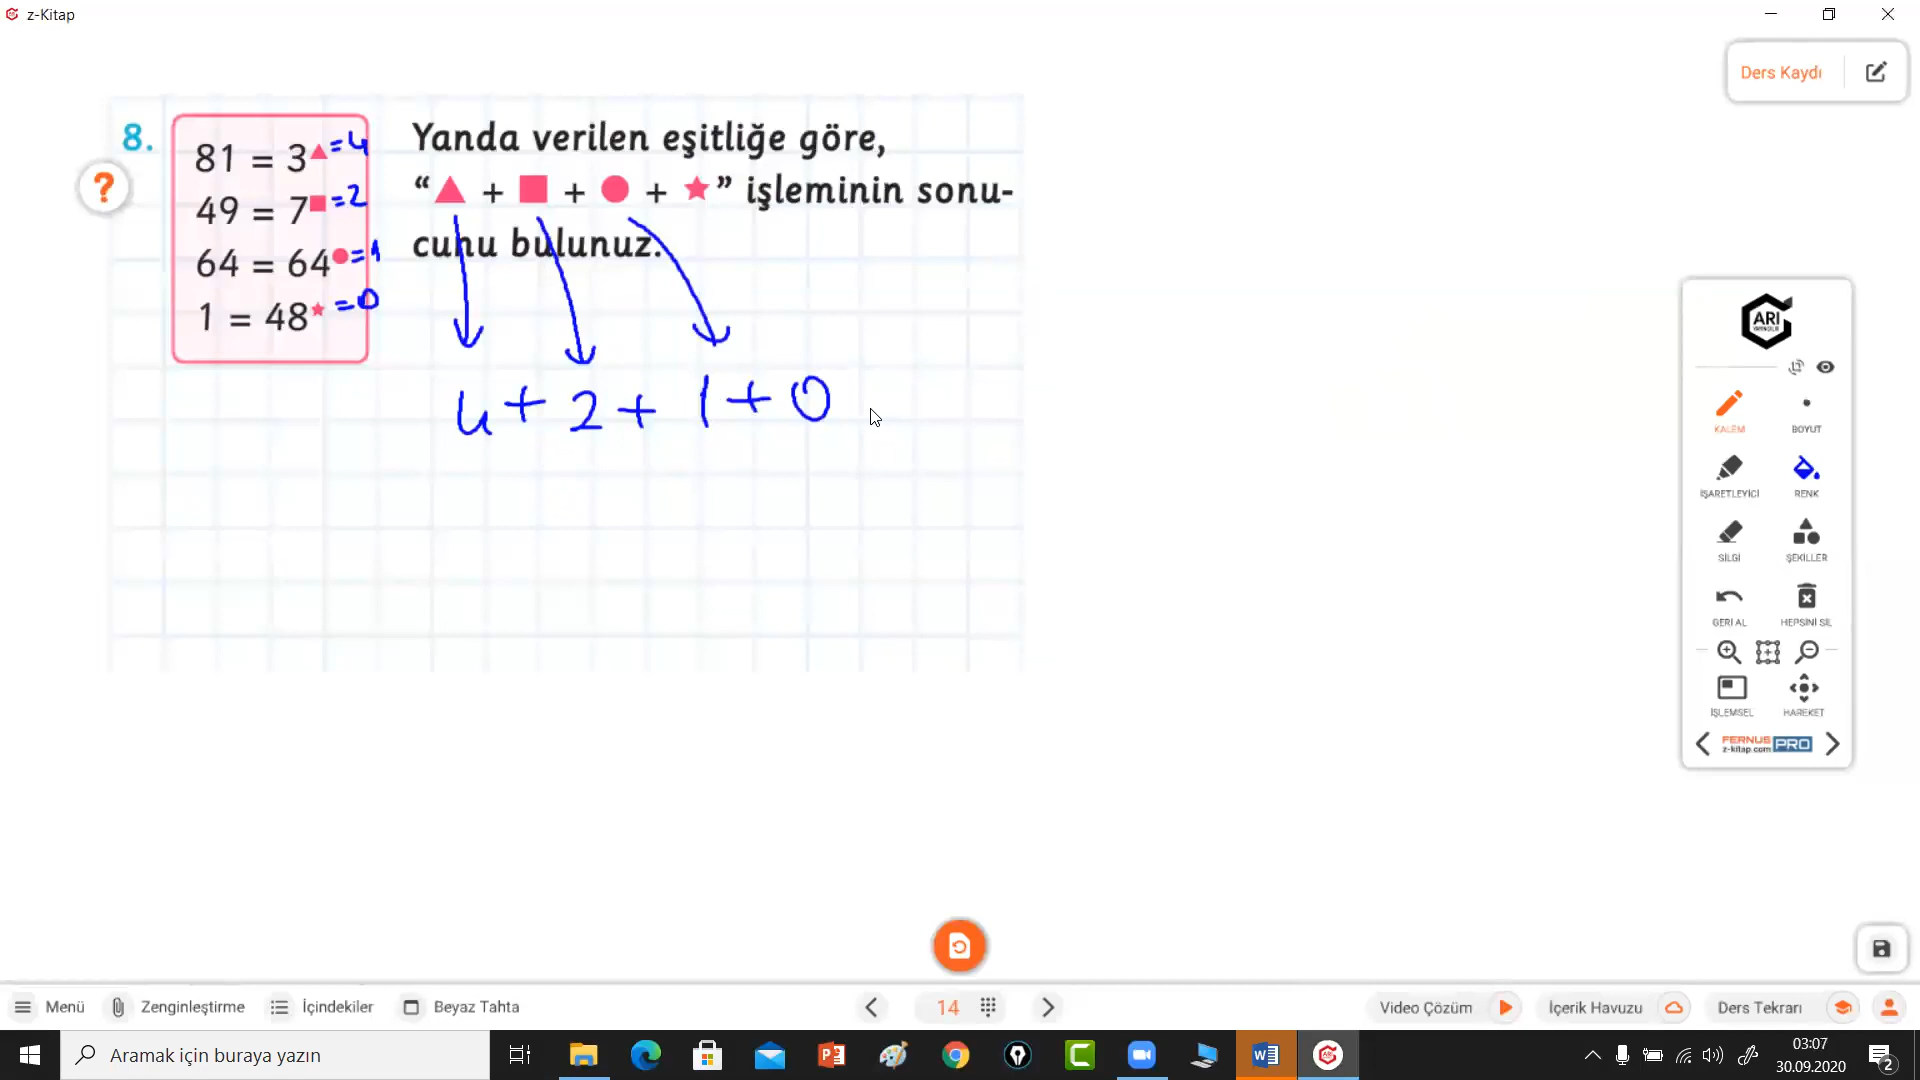 z-Kitap
Ders Kaydı
8.
81 = 3▲ = 4
49 = 7■ = 2
64 = 64● = 1
1 = 48★ = 0
Yanda verilen eşitliğe göre,
“▲ + ■ + ● + ★” işleminin sonu-
cunu bulunuz.
?
4 + 2 + 1 + 0
ARI
YAYINCILIK
KALEM
BOYUT
İŞARETLEYİCİ
RENK
SİLGİ
ŞEKİLLER
GERİ AL
HEPSİNİ SİL
İŞLEMSEL
HAREKET
FERNUS
z-kitap.com PRO
Menü
Zenginleştirme
İçindekiler
Beyaz Tahta
14
Video Çözüm
İçerik Havuzu
Ders Tekrarı
Aramak için buraya yazın
03:07
30.09.2020
2